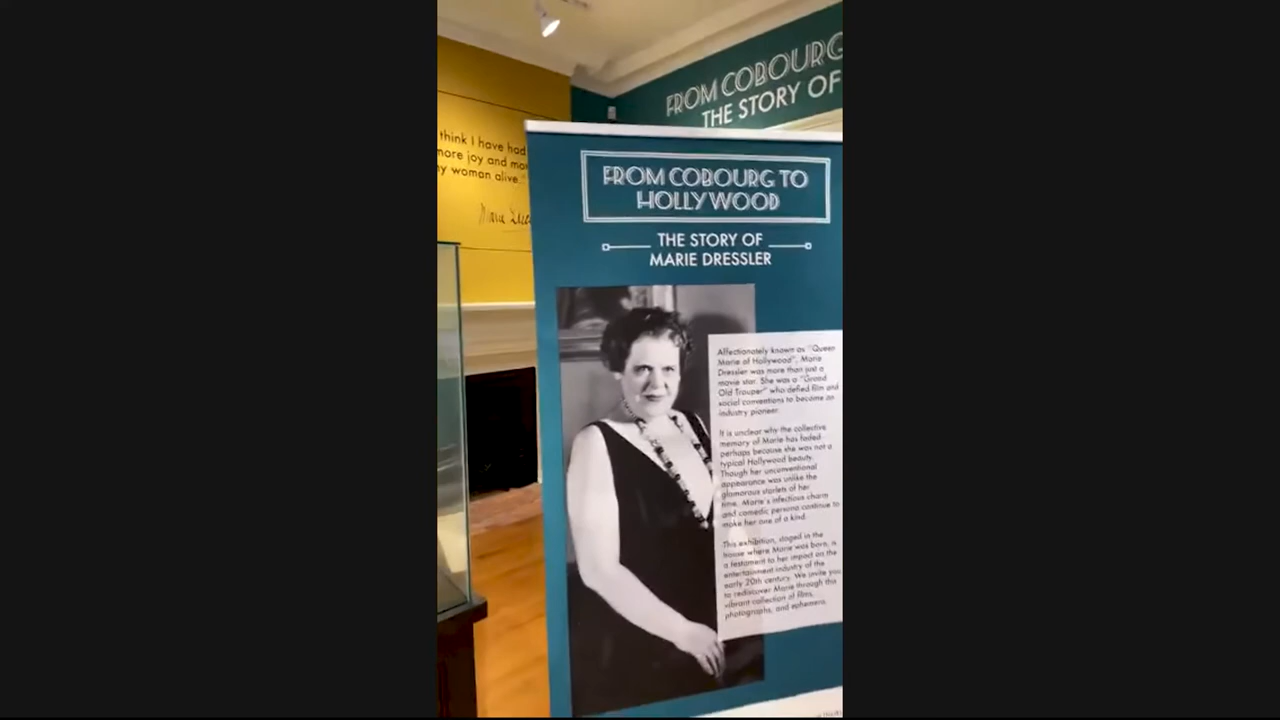 think I have had
more joy and mo
y woman alive."
FROM COBOURG
THE STORY OF
FROM COBOURG TO
HOLLYWOOD
THE STORY OF
MARIE DRESSLER
Affectionately known as "Queen
Marie of Hollywood", Marie
Dressler was more than just a
movie star. She was a "Grand
Old Trouper" who defied film and
social conventions to become an
industry pioneer.
It is unclear why the collective
memory of Marie has faded
perhaps because she was not a
typical Hollywood beauty.
Though her unconventional
appearance was unlike the
glamorous starlets of her
time, Marie's infectious charm
and comedic persona continue to
make her one of a kind.
This exhibition, staged in the
house where Marie was born, is
a testament to her impact on the
entertainment industry of the
early 20th century. We invite you
to rediscover Marie through this
vibrant collection of films,
photographs, and ephemera.